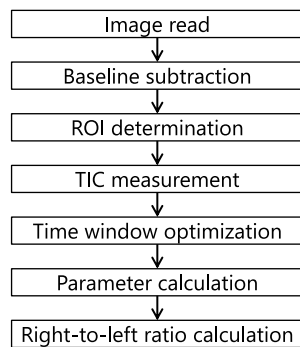 Image read
Baseline subtraction
ROI determination
TIC measurement
Time window optimization
Parameter calculation
Right-to-left ratio calculation